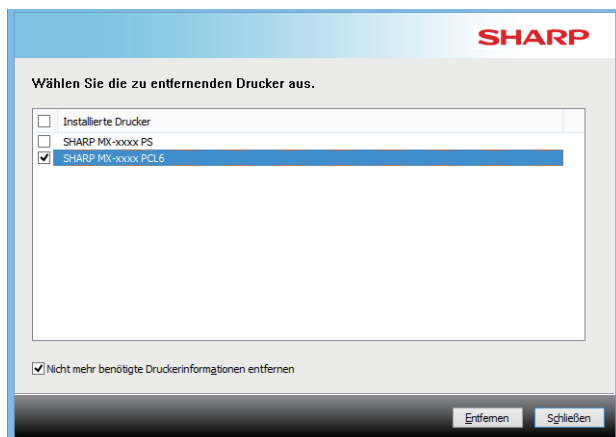 SHARP
Wählen Sie die zu entfernenden Drucker aus.
Installierte Drucker
SHARP MX-xxxx PS
SHARP MX-xxxx PCL6
Nicht mehr benötigte Druckerinformationen entfernen
Entfernen Schließen